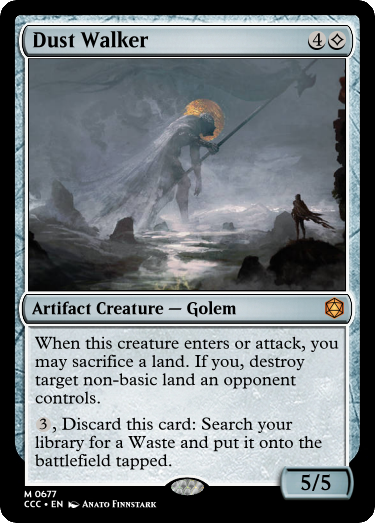 Dust Walker 4
Artifact Creature — Golem
When this creature enters or attack, you
may sacrifice a land. If you, destroy
target non-basic land an opponent
controls.
3, Discard this card: Search your
library for a Waste and put it onto the
battlefield tapped.
5/5
M 0677
CCC • EN Anato Finnstark